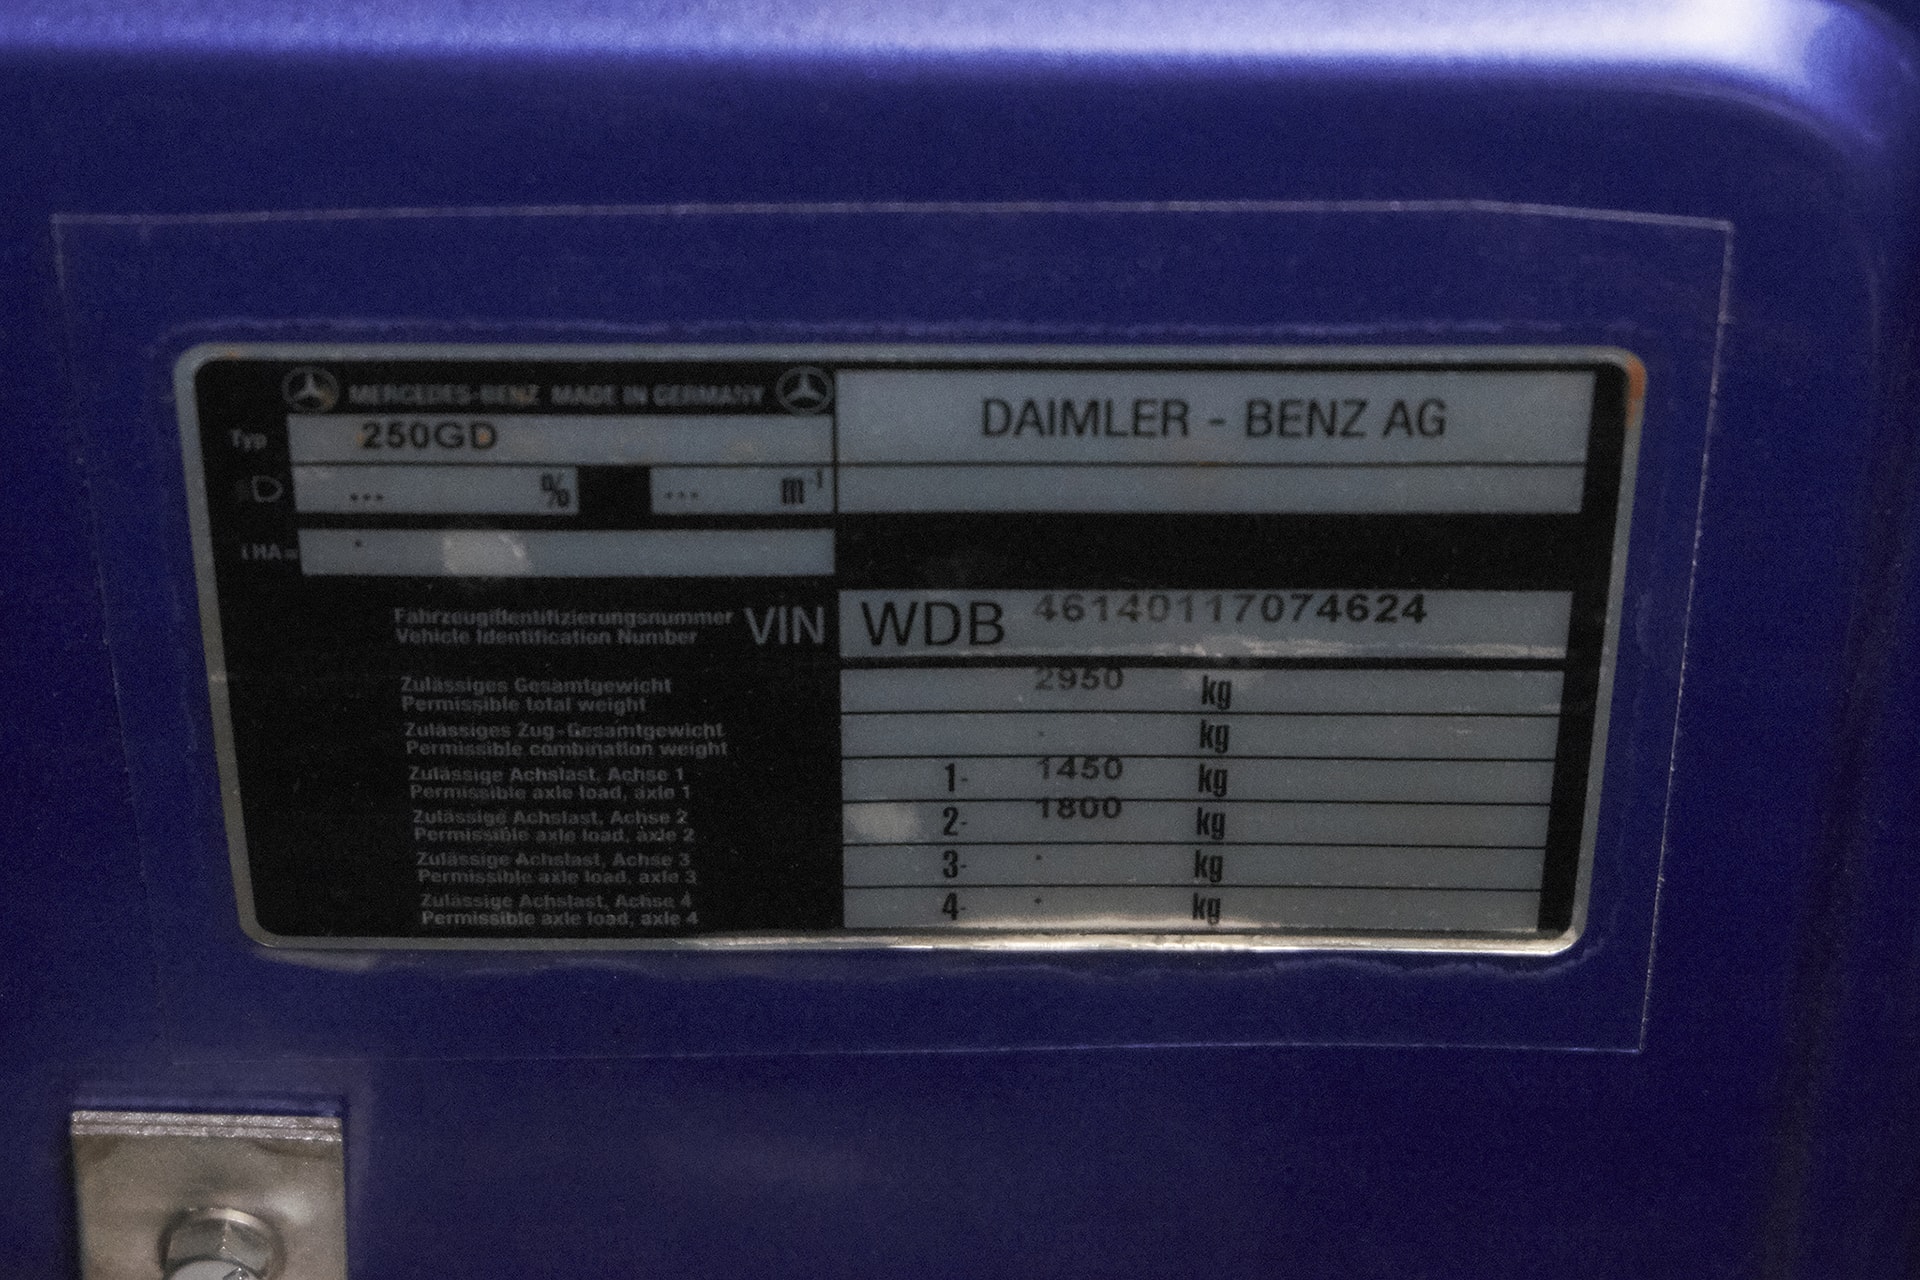 MERCEDES-BENZ MADE IN GERMANY
DAIMLER - BENZ AG
Typ 250GD
... % ... m-1
iHA= .
Fahrzeugidentifizierungsnummer
Vehicle Identification Number
VIN WDB 46140117074624
Zulässiges Gesamtgewicht
Permissible total weight
2950 kg
Zulässiges Zug-Gesamtgewicht
Permissible combination weight
. kg
Zulässige Achslast, Achse 1
Permissible axle load, axle 1
1- 1450 kg
Zulässige Achslast, Achse 2
Permissible axle load, axle 2
2- 1800 kg
Zulässige Achslast, Achse 3
Permissible axle load, axle 3
3- . kg
Zulässige Achslast, Achse 4
Permissible axle load, axle 4
4- . kg